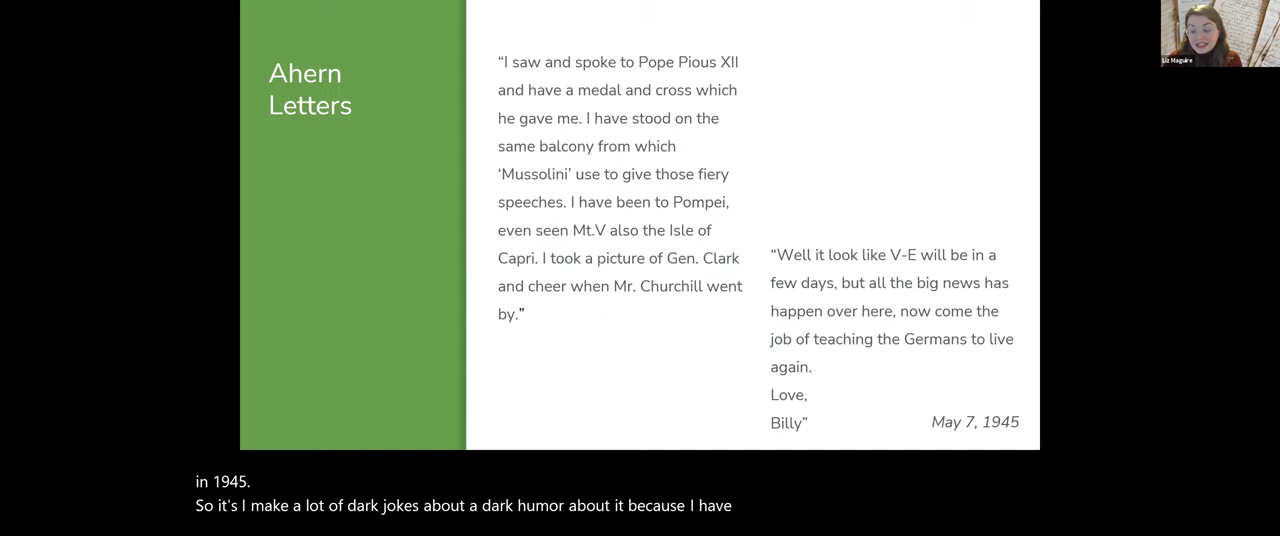 Ahern
Letters
“I saw and spoke to Pope Pious XII
and have a medal and cross which
he gave me. I have stood on the
same balcony from which
‘Mussolini’ use to give those fiery
speeches. I have been to Pompei,
even seen Mt.V also the Isle of
Capri. I took a picture of Gen. Clark
and cheer when Mr. Churchill went
by.”
“Well it look like V-E will be in a
few days, but all the big news has
happen over here, now come the
job of teaching the Germans to live
again.
Love,
Billy”
May 7, 1945
Liz Maguire
in 1945.
So it's I make a lot of dark jokes about a dark humor about it because I have